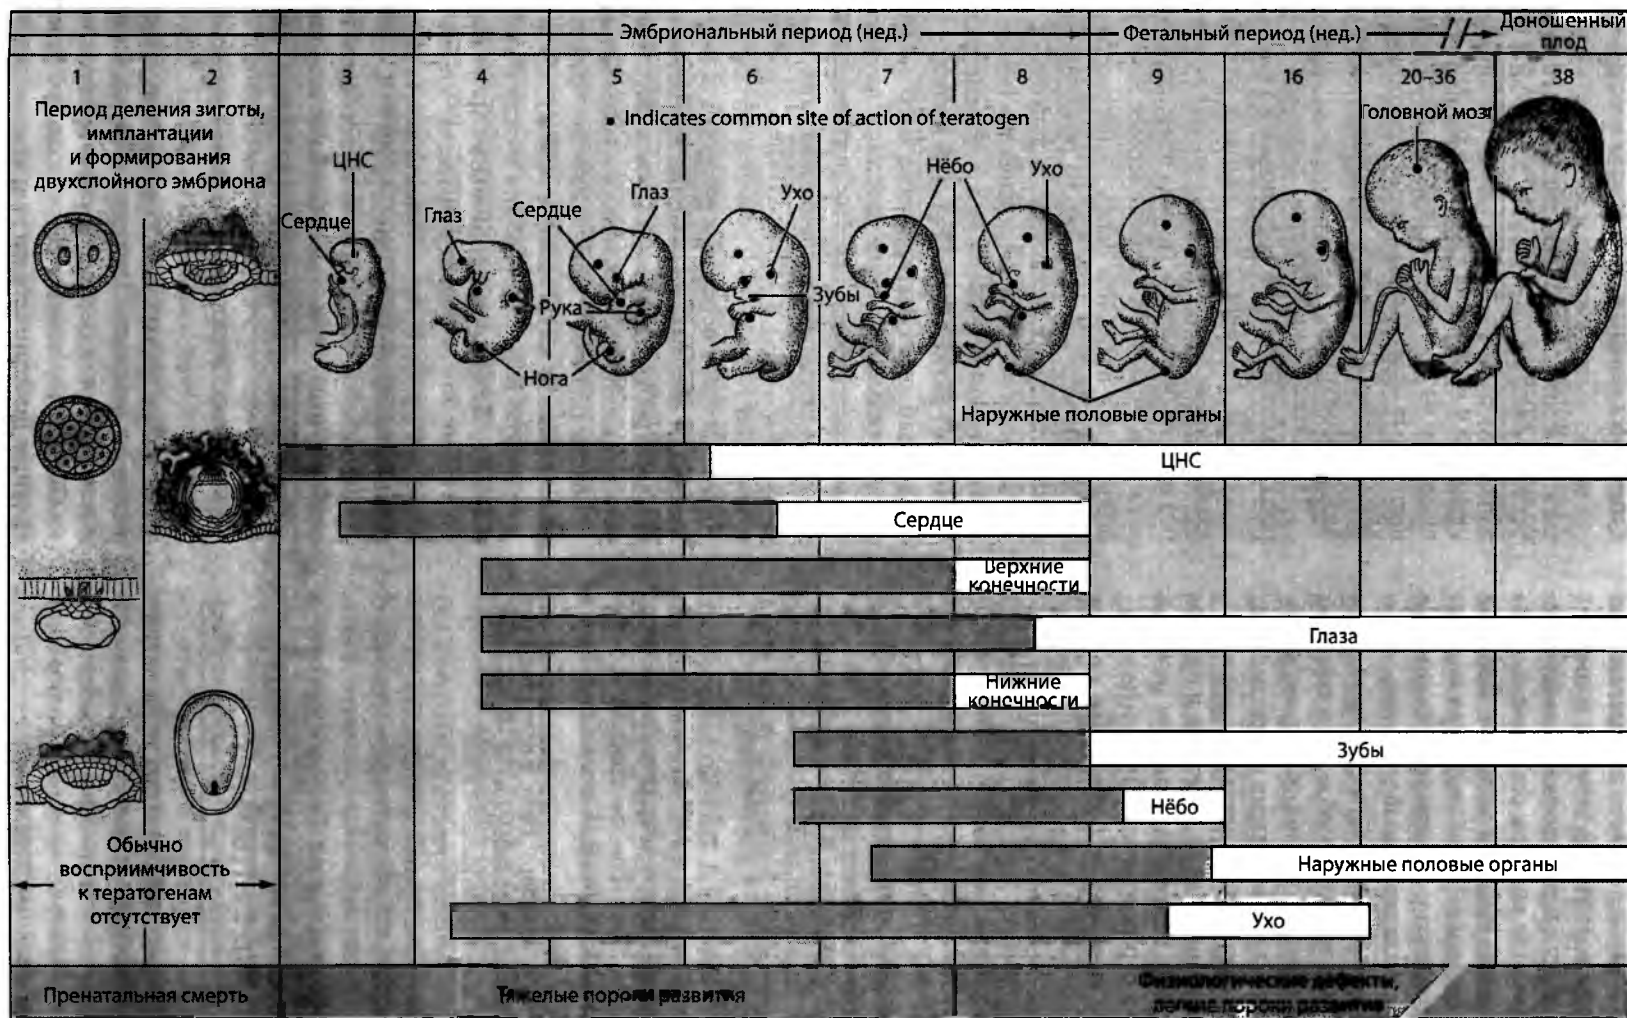 Эмбриональный период (нед.)
Фетальный период (нед.)
Доношенный
плод
1
2
3
4
5
6
7
8
9
16
20–36
38
Период деления зиготы,
имплантации
и формирования
двухслойного эмбриона
• Indicates common site of action of teratogen
Головной мозг
ЦНС
Сердце
Глаз
Сердце
Глаз
Ухо
Нёбо
Ухо
Рука
Зубы
Нога
Наружные половые органы
ЦНС
Сердце
Верхние
конечности
Глаза
Нижние
конечности
Зубы
Нёбо
Наружные половые органы
Ухо
Обычно
восприимчивость
к тератогенам
отсутствует
Пренатальная смерть
Тяжелые пороки развития
Физиологические дефекты,
легкие пороки развития